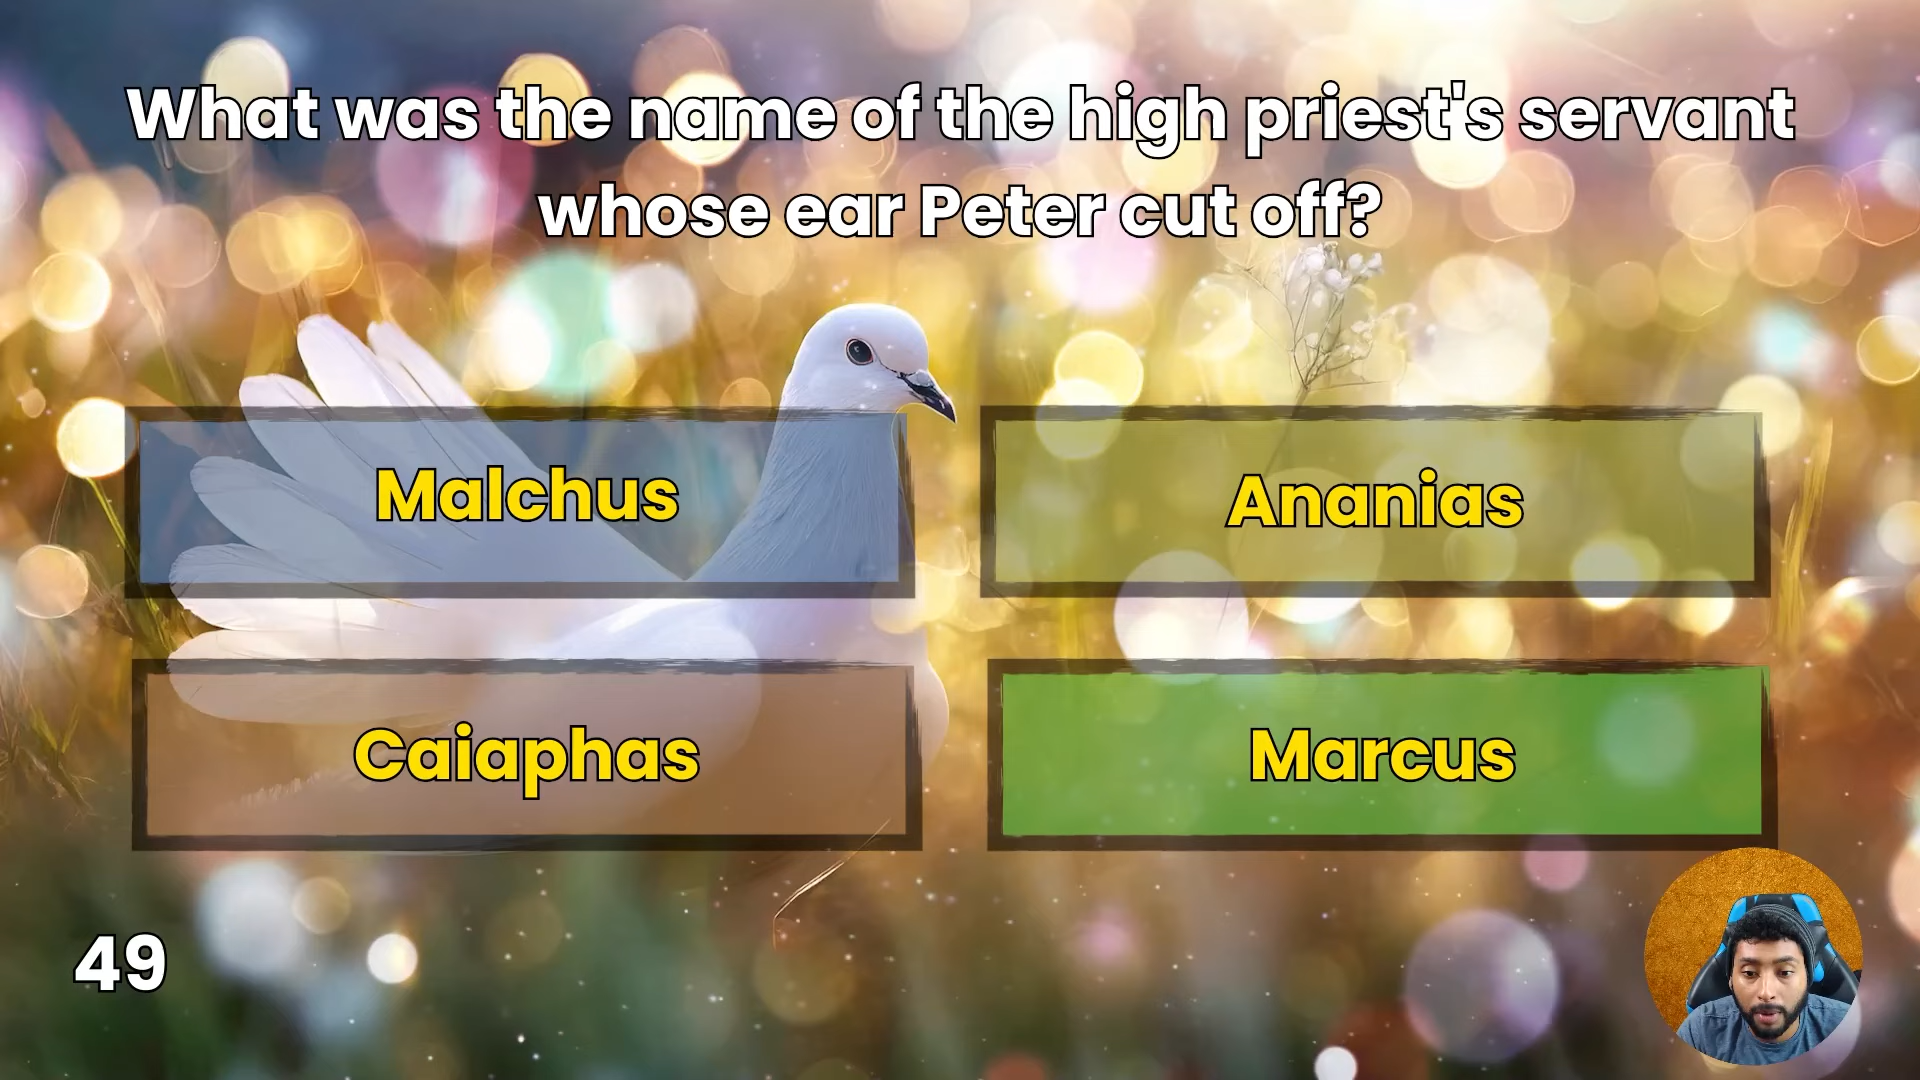 What was the name of the high priest's servant
whose ear Peter cut off?
Malchus
Ananias
Caiaphas
Marcus
49